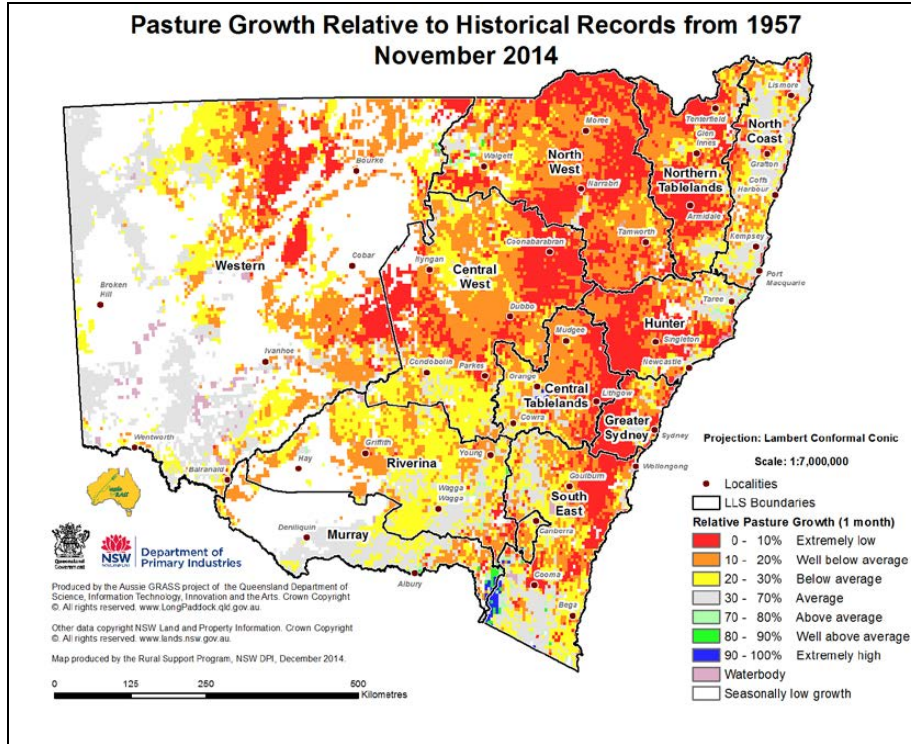 Pasture Growth Relative to Historical Records from 1957
November 2014
Lismore
Tenterfield
North
Coast
Moree
Glen
Innes
Grafton
Walgett
North
West
Northern
Tablelands
Coffs
Harbour
Bourke
Narrabri
Armidale
Kempsey
Coonabarabran
Tamworth
Port
Macquarie
Western
Cobar
Nyngan
Central
West
Broken
Hill
Taree
Dubbo
Hunter
Mudgee
Singleton
Ivanhoe
Newcastle
Condobolin
Parkes
Orange
Central
Tablelands
Lithgow
Greater
Sydney
Cowra
Sydney
Wentworth
Griffith
Hay
Riverina
Young
Balranald
Wollongong
Goulburn
Wagga
Wagga
South
East
Deniliquin
Murray
Canberra
Albury
Cooma
Bega
Projection: Lambert Conformal Conic
Scale: 1:7,000,000
Localities
LLS Boundaries
Relative Pasture Growth (1 month)
0 - 10% Extremely low
10 - 20% Well below average
20 - 30% Below average
30 - 70% Average
70 - 80% Above average
80 - 90% Well above average
90 - 100% Extremely high
Waterbody
Seasonally low growth
Queensland
Government
NSW
GOVERNMENT
Department of
Primary Industries
Produced by the Aussie GRASS project of the Queensland Department of
Science, Information Technology, Innovation and the Arts. Crown Copyright
© All rights reserved. www.LongPaddock.qld.gov.au.
Other data copyright NSW Land and Property Information. Crown Copyright
© All rights reserved. www.lands.nsw.gov.au.
Map produced by the Rural Support Program, NSW DPI, December 2014.
0 125 250 500
Kilometres